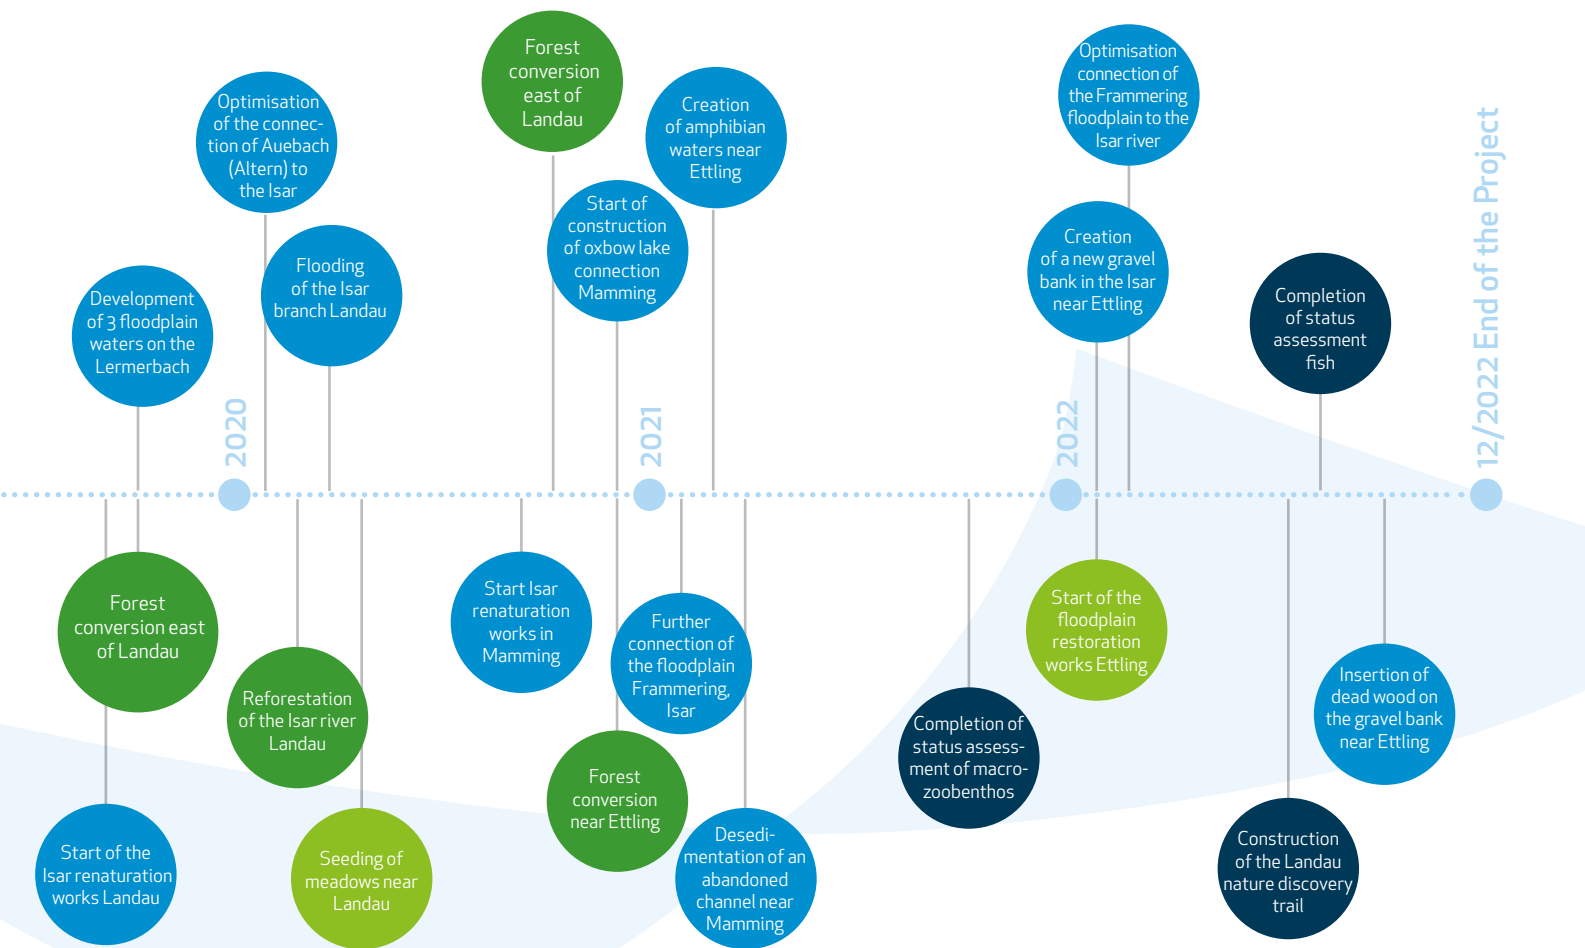 Development
of 3 floodplain
waters on the
Lermerbach
Optimisation
of the connec-
tion of Auebach
(Altern) to
the Isar
Flooding
of the Isar
branch Landau
Forest
conversion
east of
Landau
Start of
construction
of oxbow lake
connection
Mamming
Creation
of amphibian
waters near
Ettling
Optimisation
connection of
the Frammering
floodplain to the
Isar river
Creation
of a new gravel
bank in the Isar
near Ettling
Completion
of status
assessment
fish
2020
2021
2022
12/2022 End of the Project
Forest
conversion east
of Landau
Start of the
Isar renaturation
works Landau
Reforestation
of the Isar river
Landau
Seeding of
meadows near
Landau
Start Isar
renaturation
works in
Mamming
Forest
conversion
near Ettling
Further
connection of
the floodplain
Frammering,
Isar
Desedi-
mentation of an
abandoned
channel near
Mamming
Completion of
status assess-
ment of macro-
zoobenthos
Start of the
floodplain
restoration
works Ettling
Construction
of the Landau
nature discovery
trail
Insertion of
dead wood on
the gravel bank
near Ettling